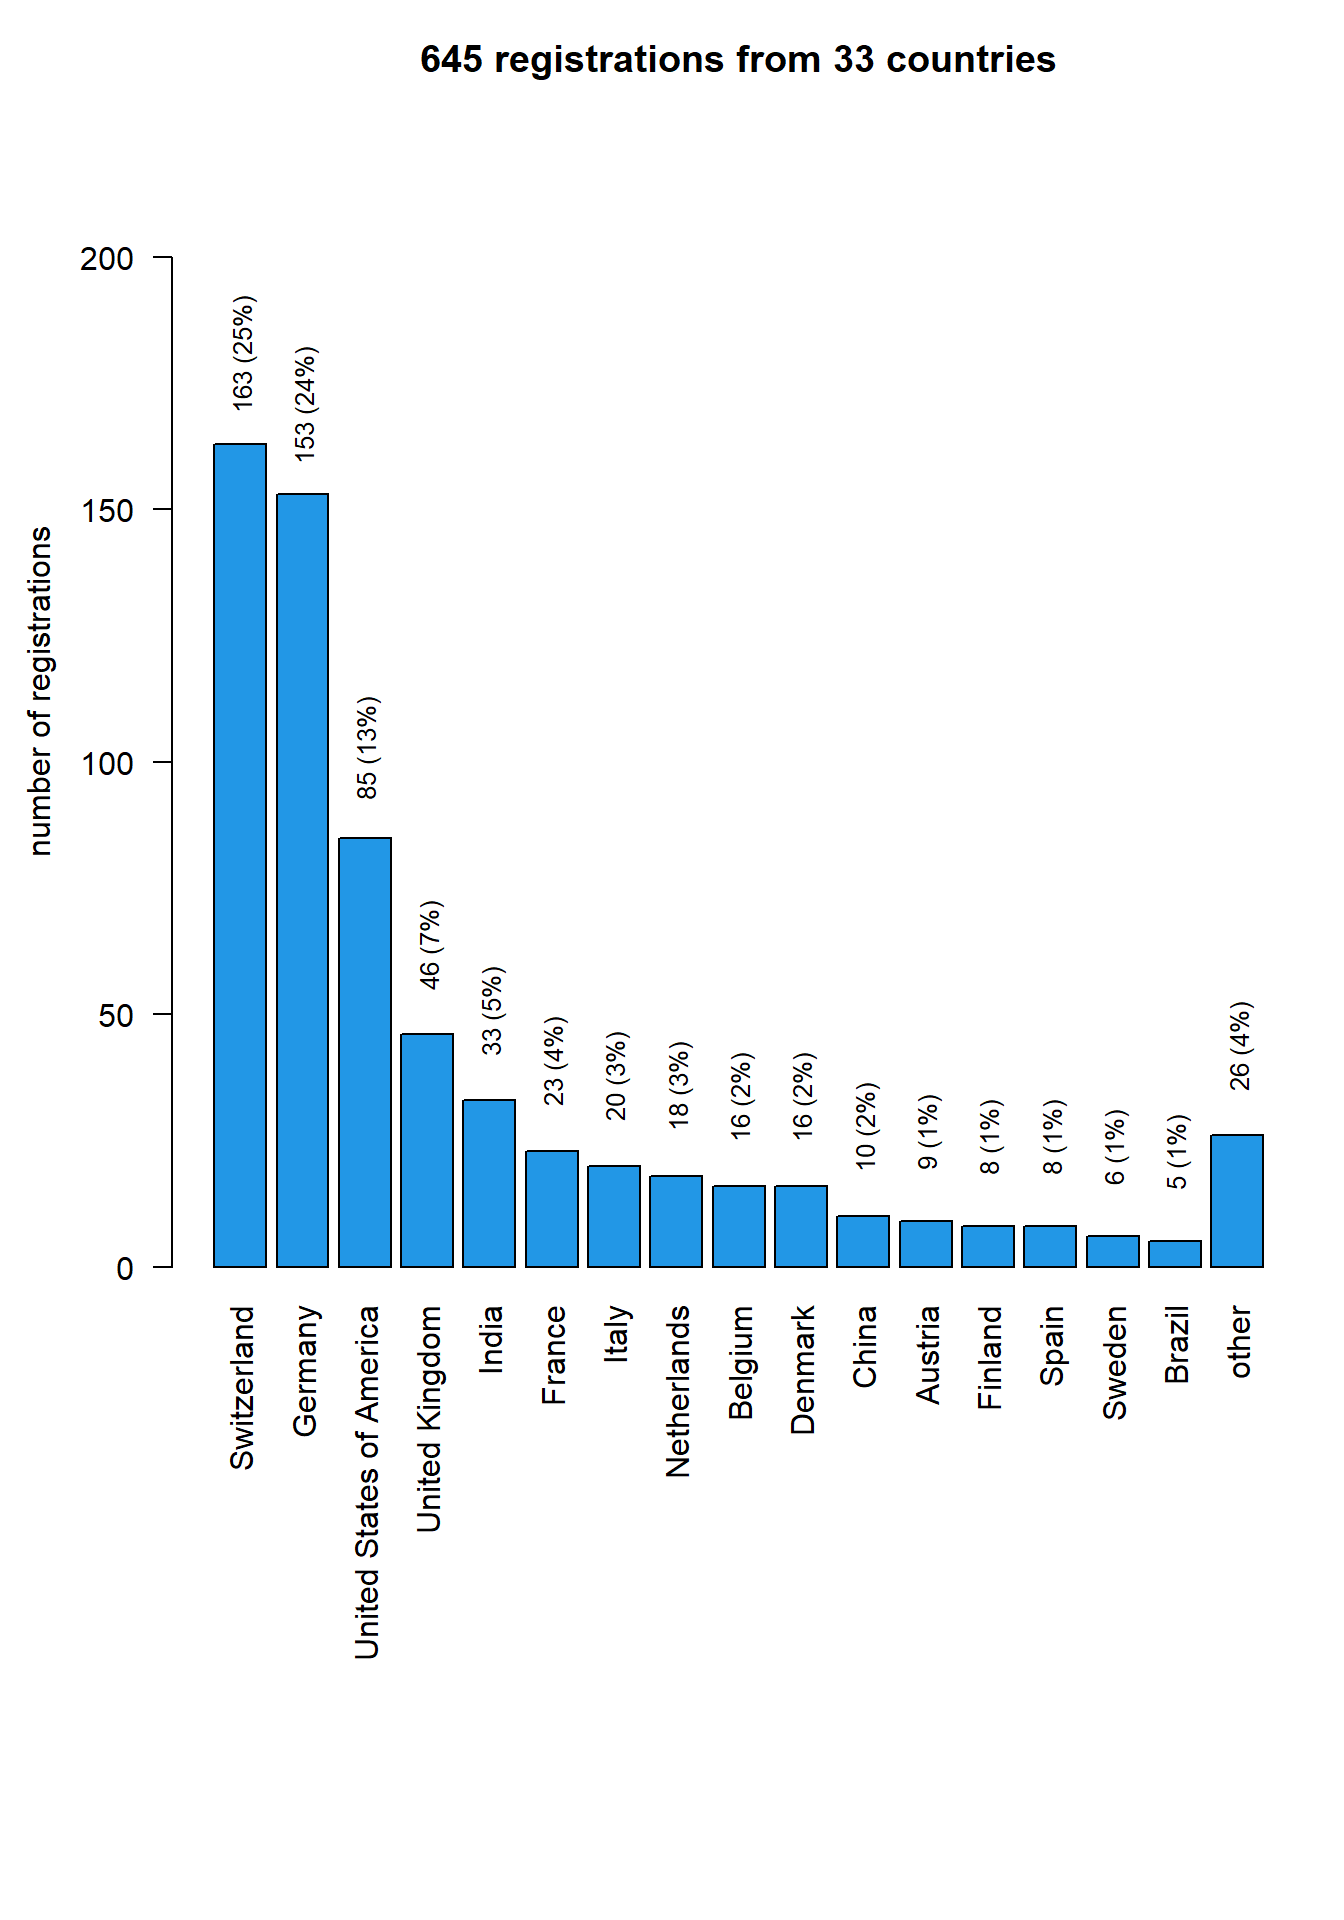 645 registrations from 33 countries
number of registrations
200
150
100
50
0
163 (25%)
153 (24%)
85 (13%)
46 (7%)
33 (5%)
23 (4%)
20 (3%)
18 (3%)
16 (2%)
16 (2%)
10 (2%)
9 (1%)
8 (1%)
8 (1%)
6 (1%)
5 (1%)
26 (4%)
Switzerland
Germany
United States of America
United Kingdom
India
France
Italy
Netherlands
Belgium
Denmark
China
Austria
Finland
Spain
Sweden
Brazil
other